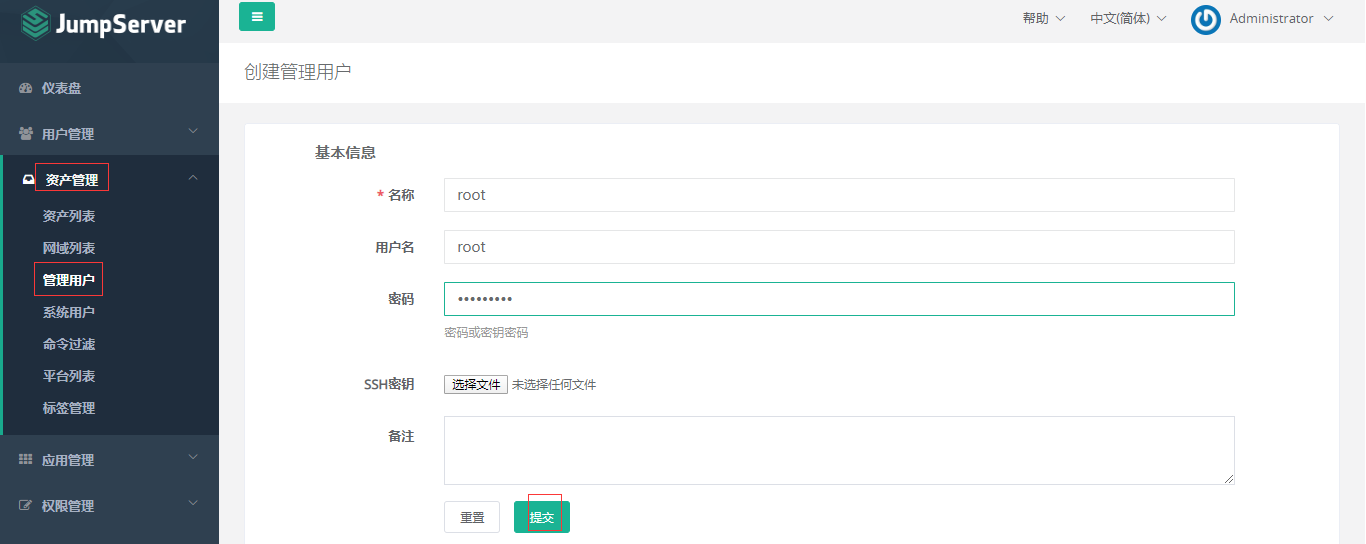 JumpServer
帮助
中文(简体)
Administrator
创建管理用户
仪表盘
用户管理
资产管理
资产列表
网域列表
管理用户
系统用户
命令过滤
平台列表
标签管理
应用管理
权限管理
基本信息
* 名称
root
用户名
root
密码
•••••••••
密码或密钥密码
SSH密钥
选择文件 未选择任何文件
备注
重置
提交